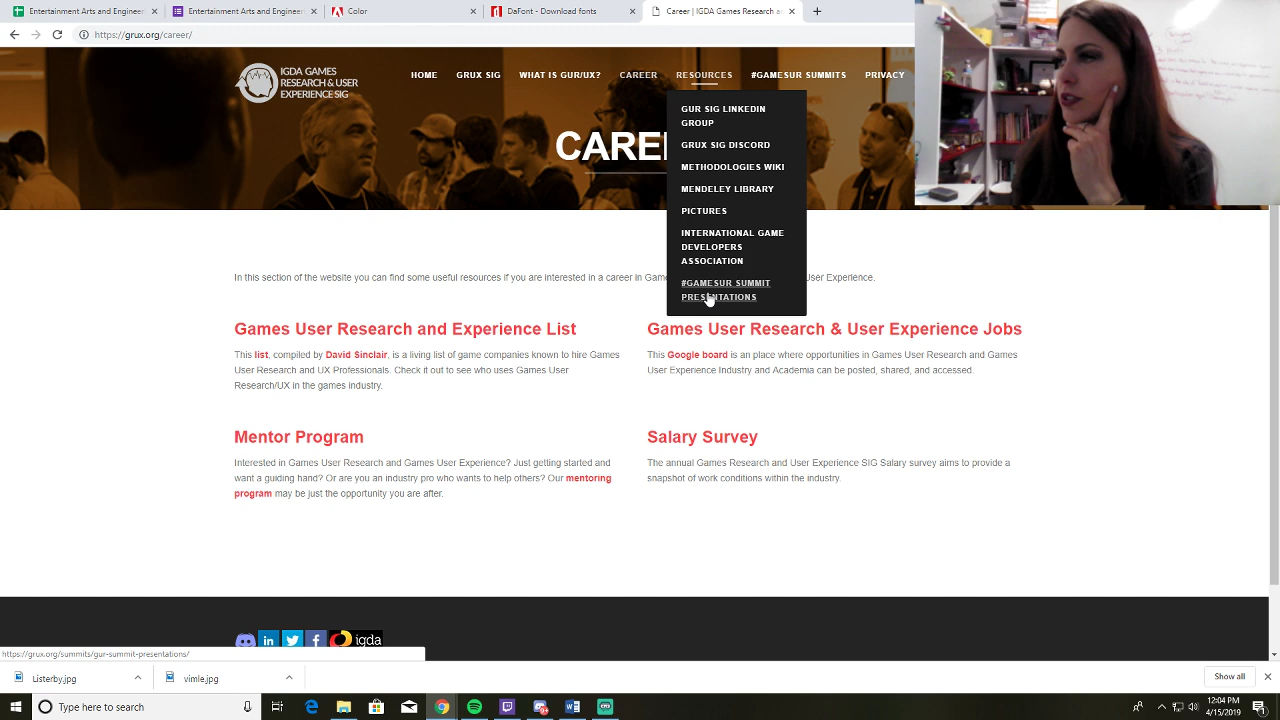 Entertainment Arts and Engineer
Entertainment Arts and Engineer
Color
DaFont - Download fonts
Career | IGDA Games Research a
https://grux.org/career/
IGDA GAMES
RESEARCH & USER
EXPERIENCE SIG
HOME
GRUX SIG
WHAT IS GUR/UX?
CAREER
RESOURCES
#GAMESUR SUMMITS
PRIVACY
GUR SIG LINKEDIN
GROUP
GRUX SIG DISCORD
METHODOLOGIES WIKI
MENDELEY LIBRARY
PICTURES
INTERNATIONAL GAME
DEVELOPERS
ASSOCIATION
#GAMESUR SUMMIT
PRESENTATIONS
CAREE
In this section of the website you can find some useful resources if you are interested in a career in Game
User Experience.
Games User Research and Experience List
This list, compiled by David Sinclair, is a living list of game companies known to hire Games
User Research and UX Professionals. Check it out to see who uses Games User
Research/UX in the games industry.
Games User Research & User Experience Jobs
This Google board is an place where opportunities in Games User Research and Games
User Experience Industry and Academia can be posted, shared, and accessed.
Mentor Program
Interested in Games User Research and Games User Experience? Just getting started and
want a guiding hand? Or are you an industry pro who wants to help others? Our mentoring
program may be just the opportunity you are after.
Salary Survey
The annual Games Research and User Experience SIG Salary survey aims to provide a
snapshot of work conditions within the industry.
in
igda
https://grux.org/summits/gur-summit-presentations/
Listerby.jpg
vimle.jpg
Show all
Type here to search
12:04 PM
4/15/2019